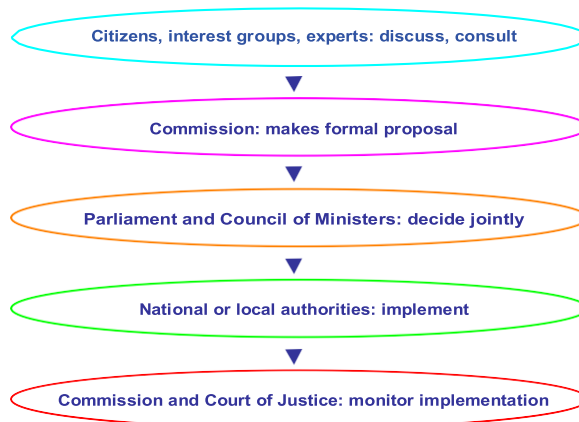 Citizens, interest groups, experts: discuss, consult
Commission: makes formal proposal
Parliament and Council of Ministers: decide jointly
National or local authorities: implement
Commission and Court of Justice: monitor implementation